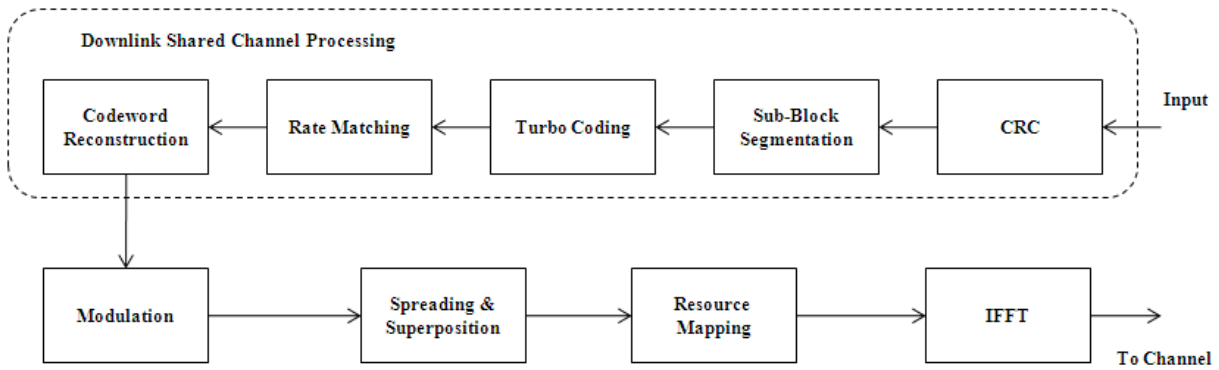 Downlink Shared Channel Processing
Codeword
Reconstruction
Rate Matching
Turbo Coding
Sub-Block
Segmentation
CRC
Input
Modulation
Spreading &
Superposition
Resource
Mapping
IFFT
To Channel